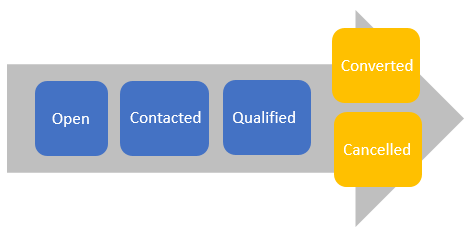 Open
Contacted
Qualified
Converted
Cancelled